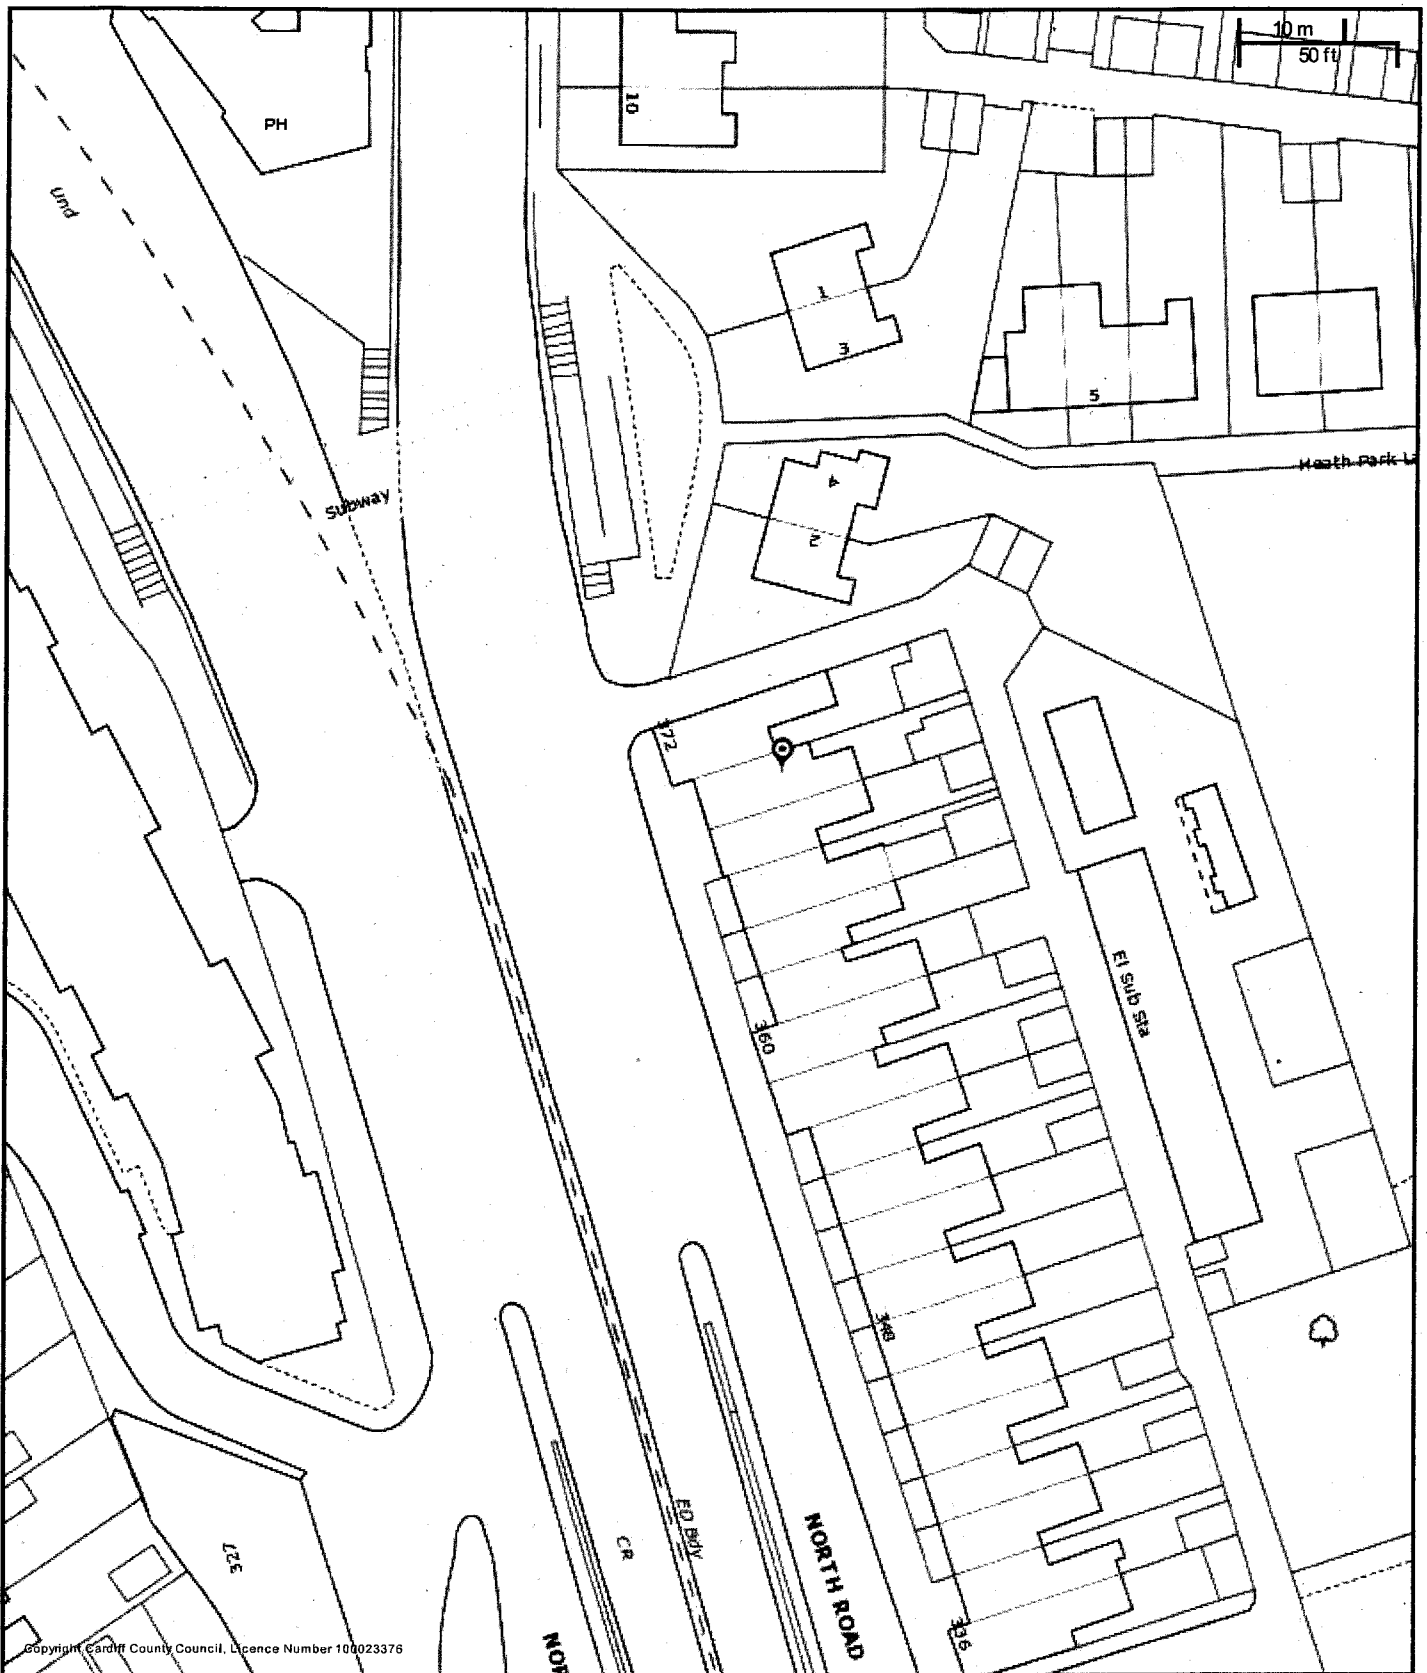 10 m
50 ft
10
PH
und
1
3
5
Heath Park L
4
2
Subway
372
El Sub Sta
360
348
327
CR
ED Bdy
NORTH ROAD
NOR
336
Copyright Cardiff County Council, Licence Number 100023376